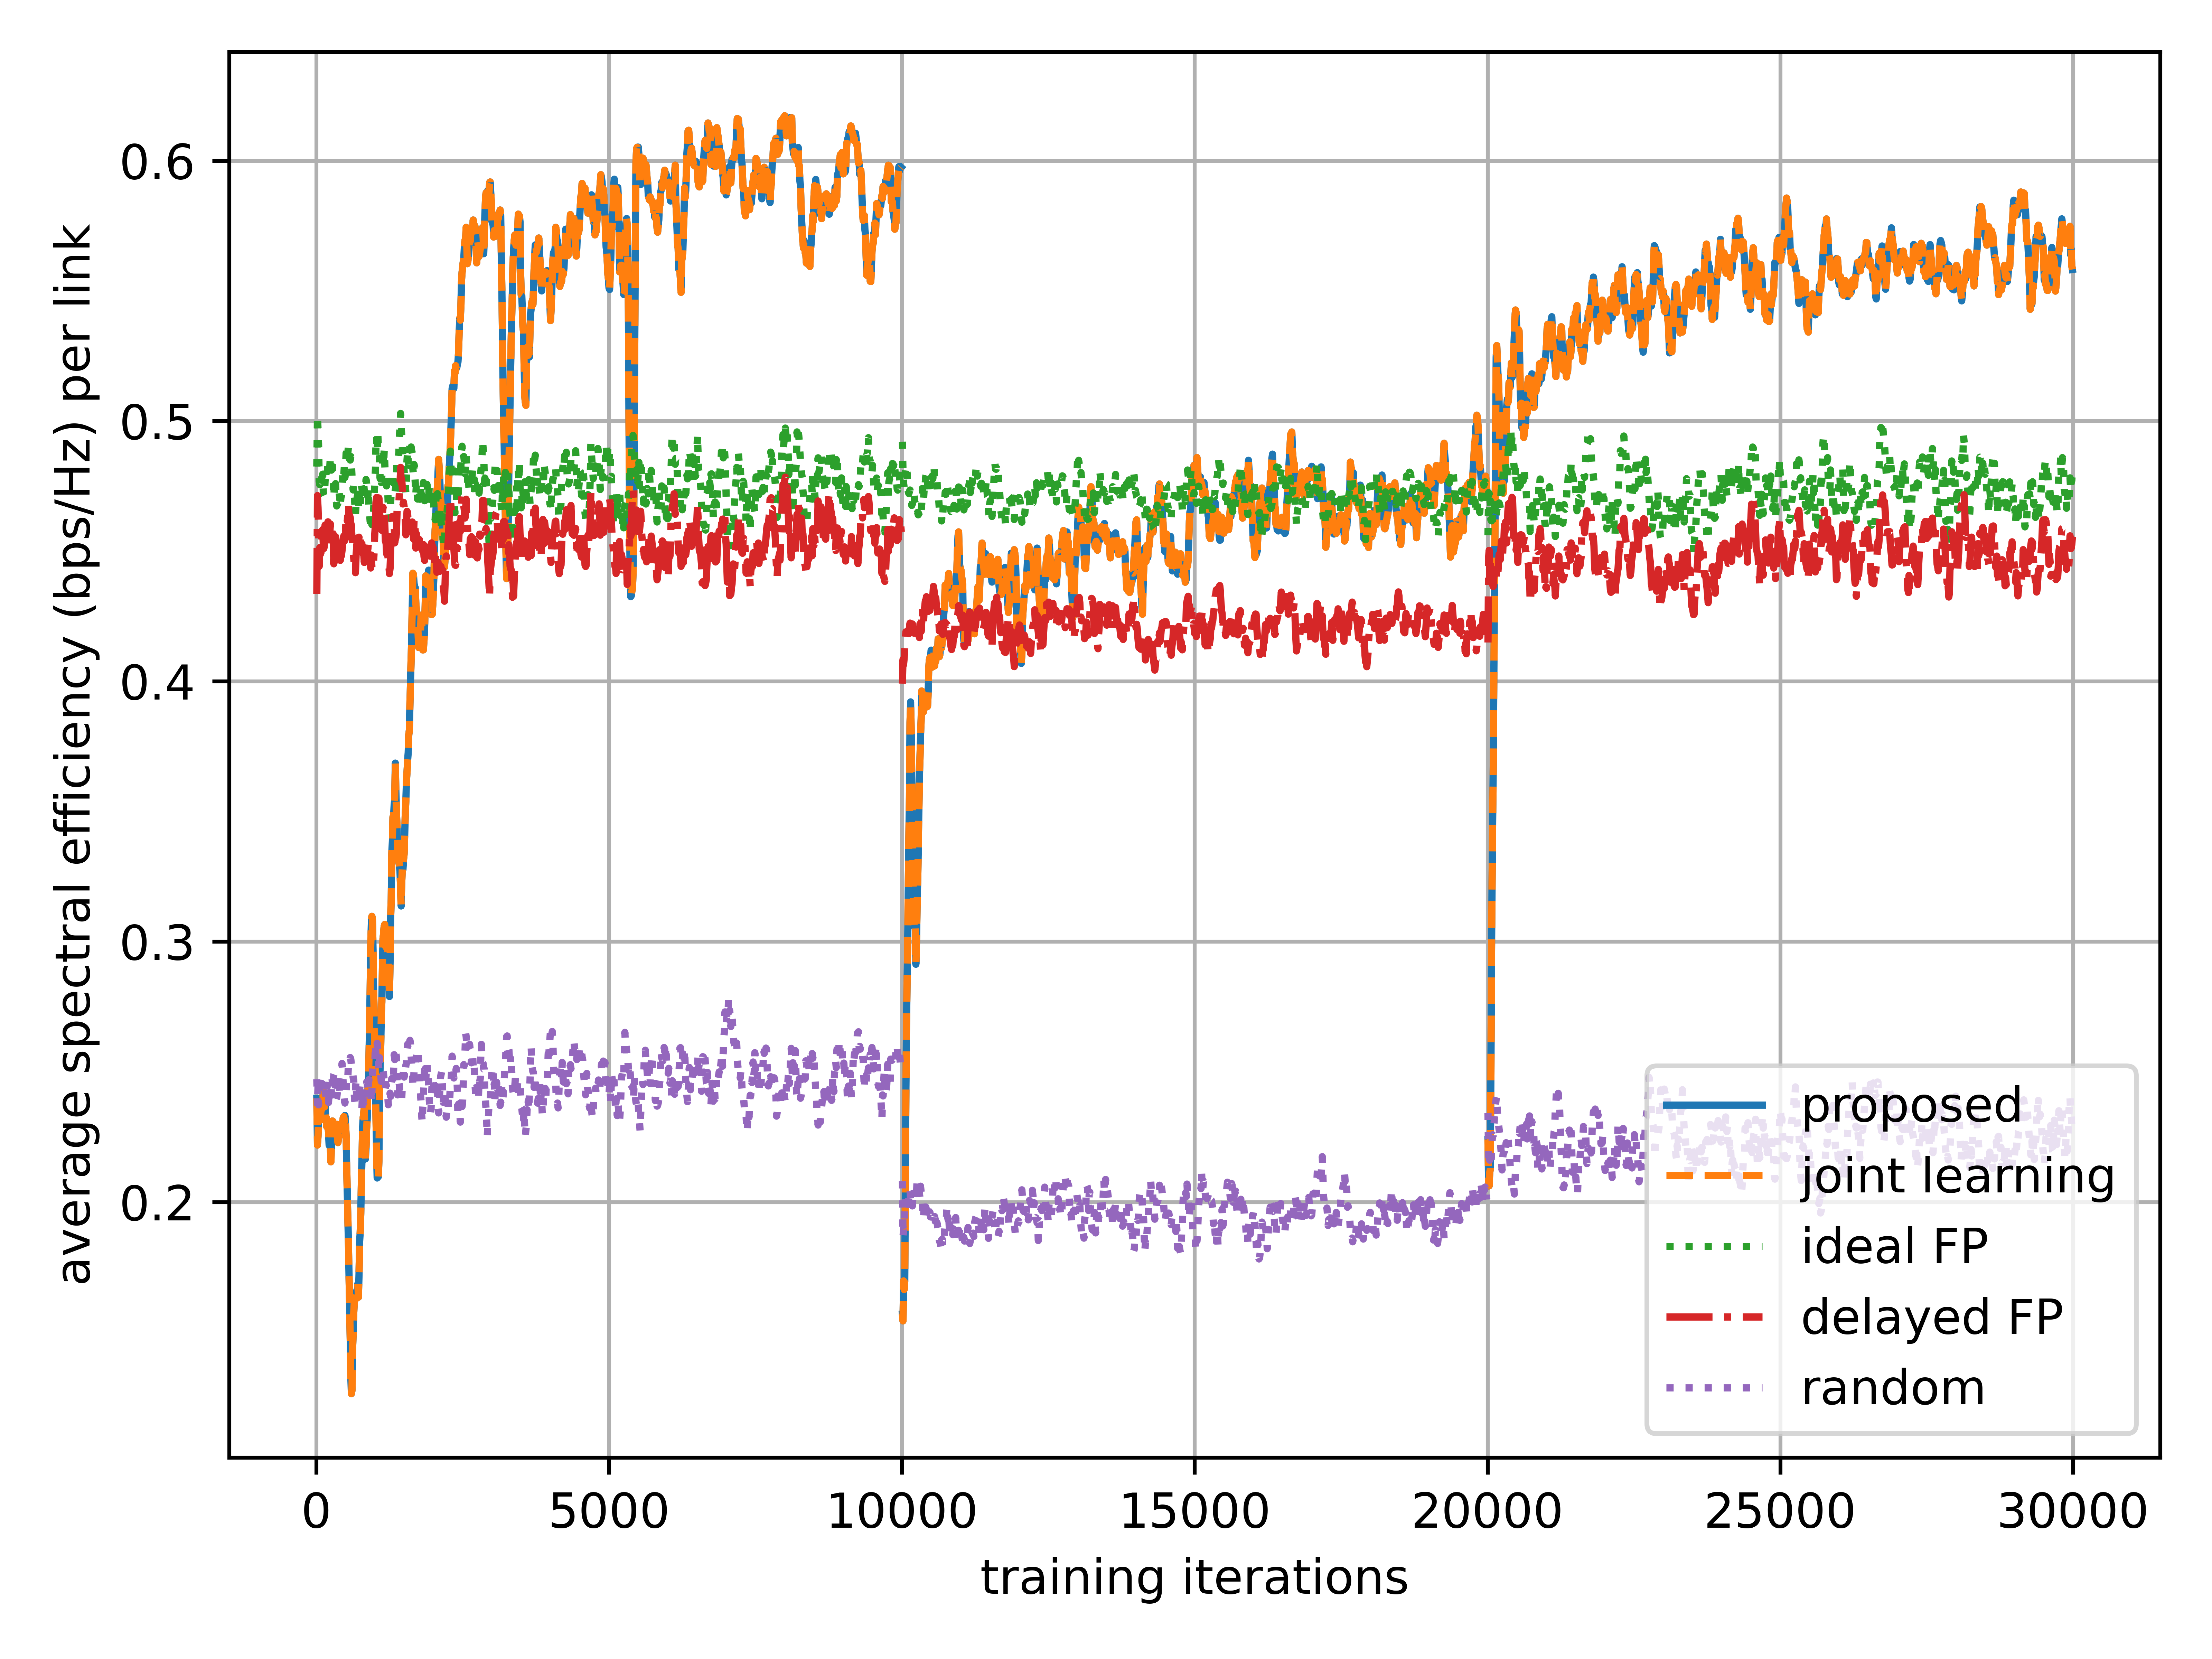 average spectral efficiency (bps/Hz) per link
0.6
0.5
0.4
0.3
0.2
0 5000 10000 15000 20000 25000 30000
training iterations
proposed
joint learning
ideal FP
delayed FP
random